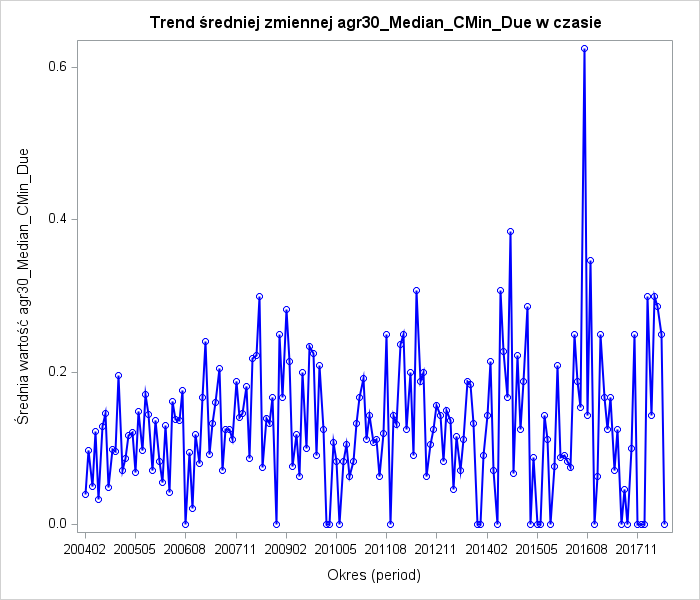 Trend średniej zmiennej agr30_Median_CMin_Due w czasie
Średnia wartość agr30_Median_CMin_Due
0.6
0.4
0.2
0.0
200402 200505 200608 200711 200902 201005 201108 201211 201402 201505 201608 201711
Okres (period)